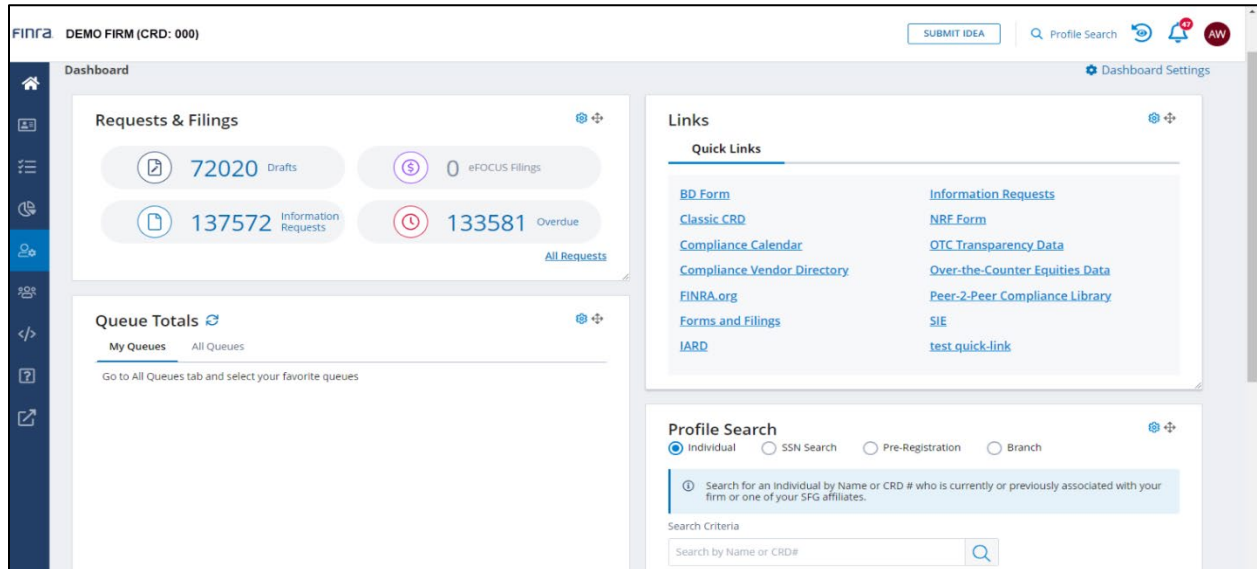 FINRA DEMO FIRM (CRD: 000)
SUBMIT IDEA
Profile Search
47
AW
Dashboard
Dashboard Settings
Requests & Filings
72020 Drafts
0 eFOCUS Filings
137572 Information Requests
133581 Overdue
All Requests
Queue Totals
My Queues All Queues
Go to All Queues tab and select your favorite queues
Links
Quick Links
BD Form
Classic CRD
Compliance Calendar
Compliance Vendor Directory
FINRA.org
Forms and Filings
IARD
Information Requests
NRF Form
OTC Transparency Data
Over-the-Counter Equities Data
Peer-2-Peer Compliance Library
SIE
test quick-link
Profile Search
Individual SSN Search Pre-Registration Branch
Search for an Individual by Name or CRD # who is currently or previously associated with your
firm or one of your SFG affiliates.
Search Criteria
Search by Name or CRD#